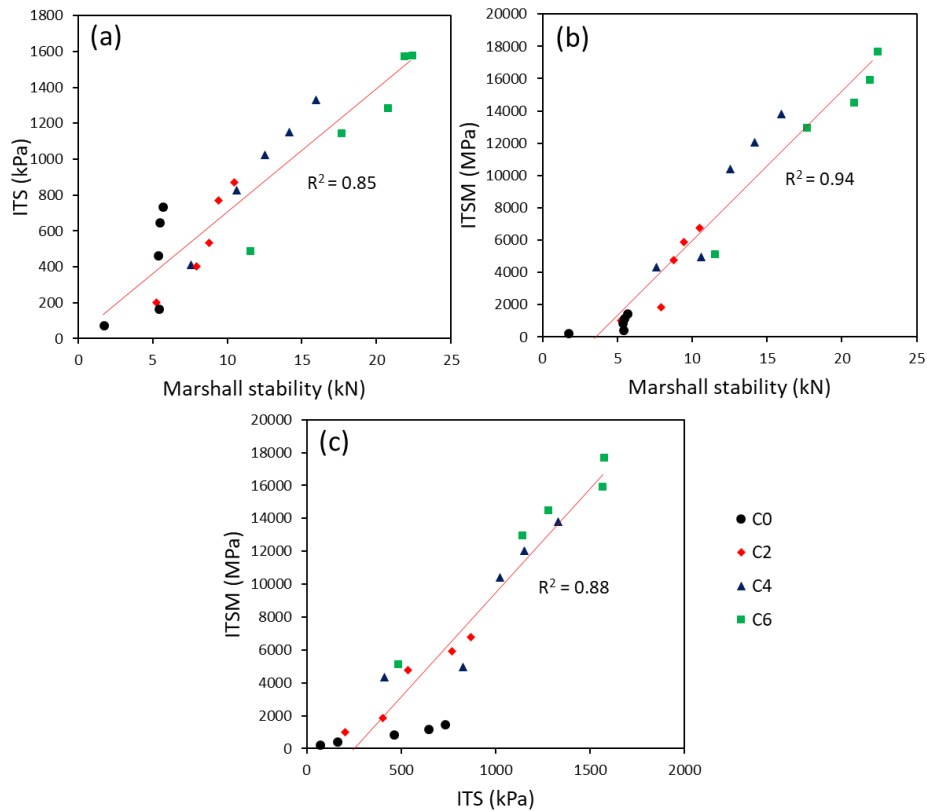 (a)
1800
1600
1400
1200
1000
800
600
400
200
0
ITS (kPa)
R² = 0.85
0 5 10 15 20 25
Marshall stability (kN)
(b)
20000
18000
16000
14000
12000
10000
8000
6000
4000
2000
0
ITSM (MPa)
R² = 0.94
0 5 10 15 20 25
Marshall stability (kN)
(c)
20000
18000
16000
14000
12000
10000
8000
6000
4000
2000
0
ITSM (MPa)
R² = 0.88
0 500 1000 1500 2000
ITS (kPa)
C0
C2
C4
C6